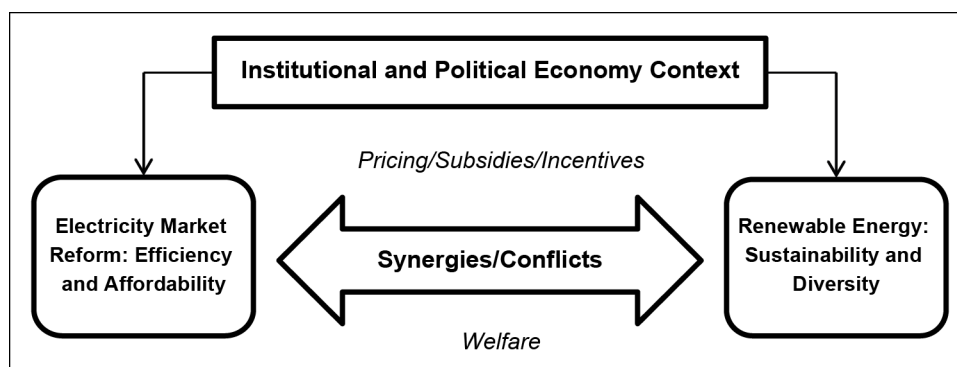 Institutional and Political Economy Context
Pricing/Subsidies/Incentives
Electricity Market
Reform: Efficiency
and Affordability
Synergies/Conflicts
Renewable Energy:
Sustainability and
Diversity
Welfare